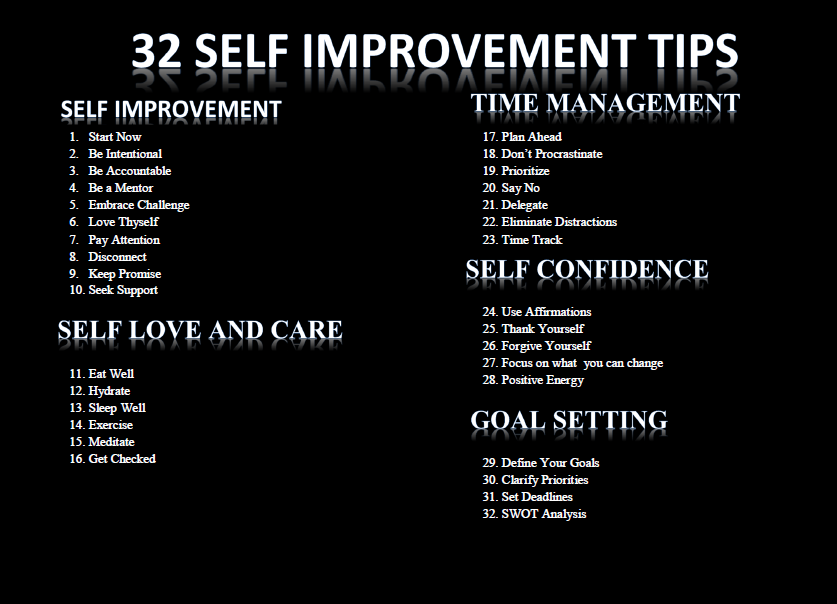 32 SELF IMPROVEMENT TIPS
SELF IMPROVEMENT
1. Start Now
2. Be Intentional
3. Be Accountable
4. Be a Mentor
5. Embrace Challenge
6. Love Thyself
7. Pay Attention
8. Disconnect
9. Keep Promise
10. Seek Support
SELF LOVE AND CARE
11. Eat Well
12. Hydrate
13. Sleep Well
14. Exercise
15. Meditate
16. Get Checked
TIME MANAGEMENT
17. Plan Ahead
18. Don't Procrastinate
19. Prioritize
20. Say No
21. Delegate
22. Eliminate Distractions
23. Time Track
SELF CONFIDENCE
24. Use Affirmations
25. Thank Yourself
26. Forgive Yourself
27. Focus on what you can change
28. Positive Energy
GOAL SETTING
29. Define Your Goals
30. Clarify Priorities
31. Set Deadlines
32. SWOT Analysis